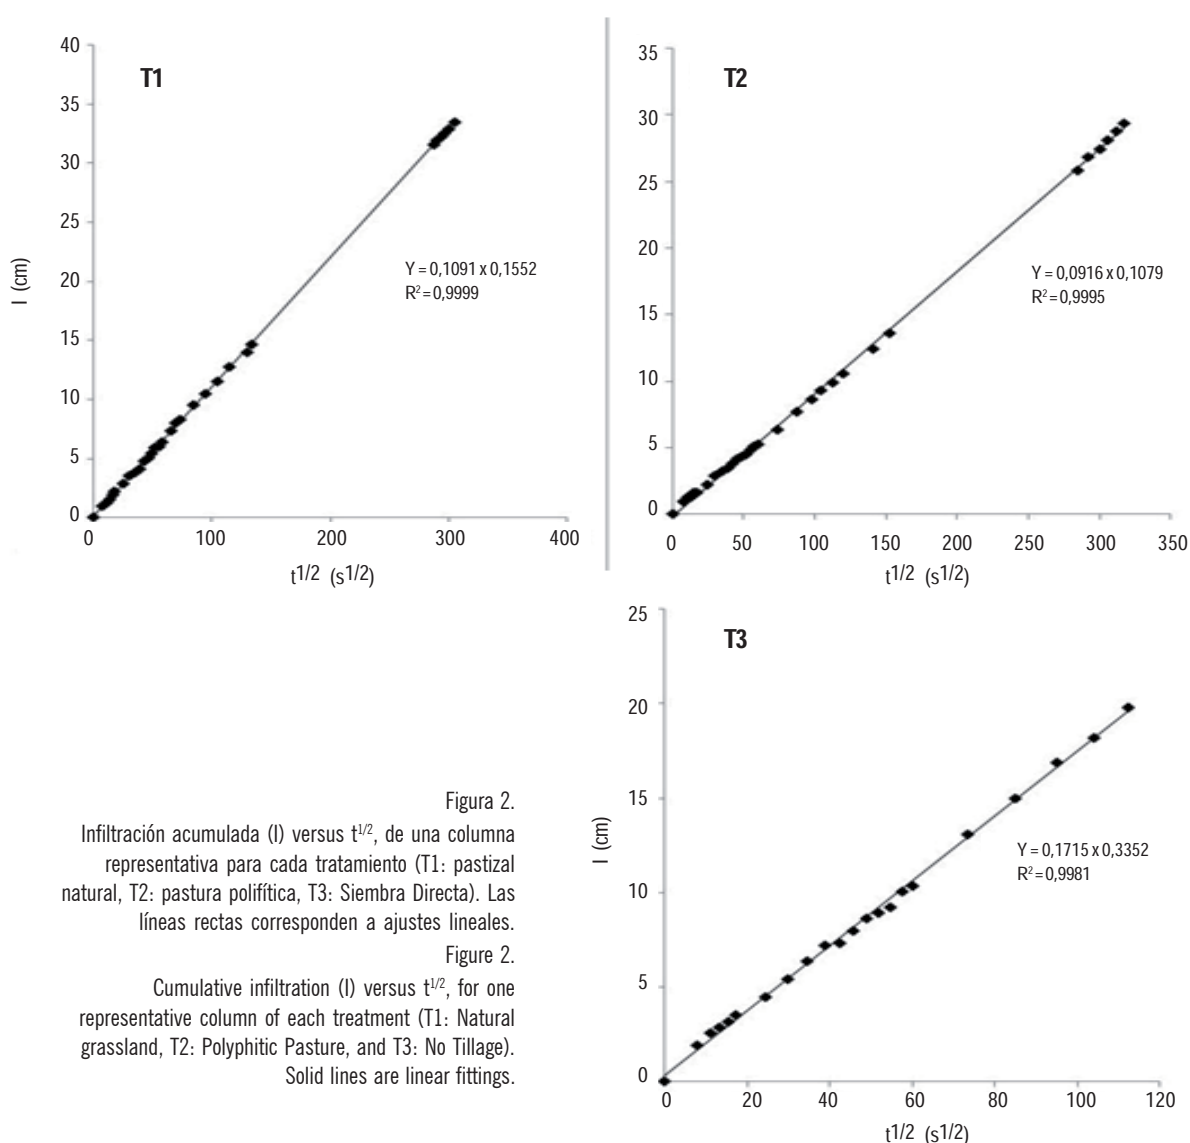 T1
40
35
30
25
20
15
10
5
0
I (cm)
Y = 0,1091 x 0,1552
R² = 0,9999
0 100 200 300 400
t1/2 (s1/2)
T2
35
30
25
20
15
10
5
0
Y = 0,0916 x 0,1079
R² = 0,9995
0 50 100 150 200 250 300 350
t1/2 (s1/2)
T3
25
20
15
10
5
0
I (cm)
Y = 0,1715 x 0,3352
R² = 0,9981
0 20 40 60 80 100 120
t1/2 (s1/2)
Figura 2.
Infiltración acumulada (I) versus t1/2, de una columna
representativa para cada tratamiento (T1: pastizal
natural, T2: pastura polifítica, T3: Siembra Directa). Las
líneas rectas corresponden a ajustes lineales.
Figure 2.
Cumulative infiltration (I) versus t1/2, for one
representative column of each treatment (T1: Natural
grassland, T2: Polyphitic Pasture, and T3: No Tillage).
Solid lines are linear fittings.